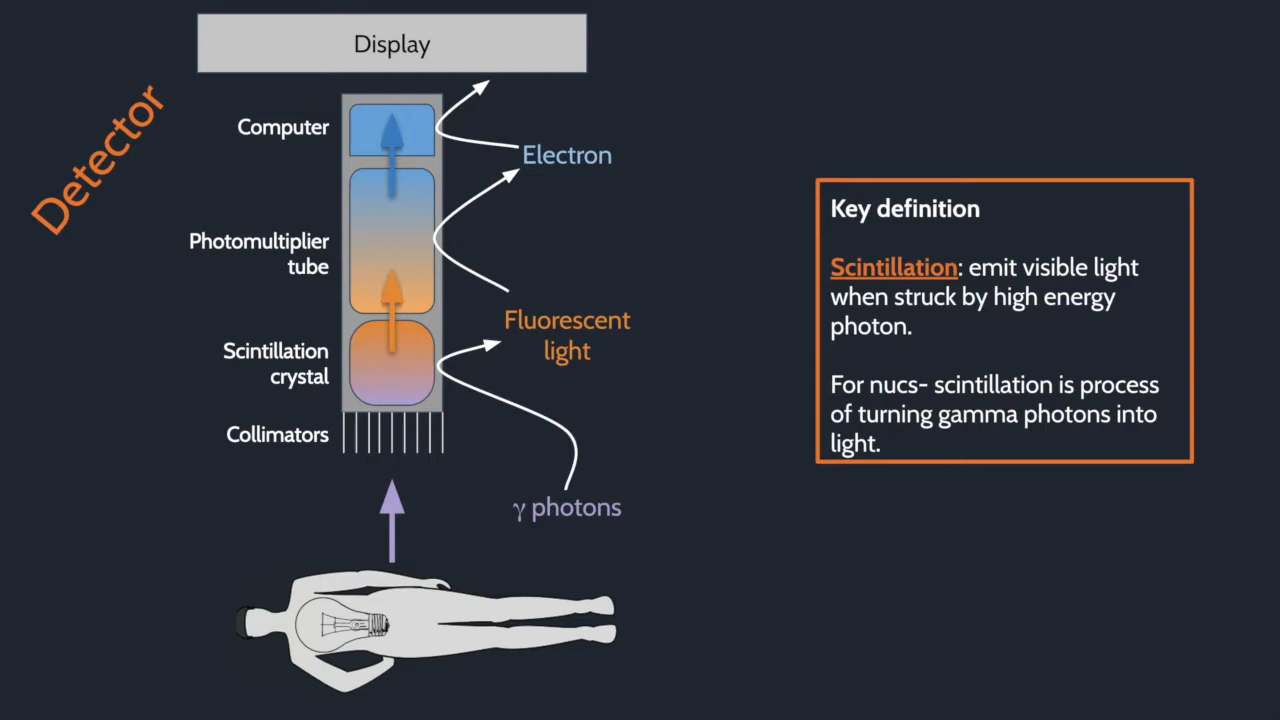 Display
Detector
Computer
Electron
Photomultiplier
tube
Fluorescent
light
Scintillation
crystal
Collimators
γ photons
Key definition
Scintillation: emit visible light
when struck by high energy
photon.
For nucs- scintillation is process
of turning gamma photons into
light.